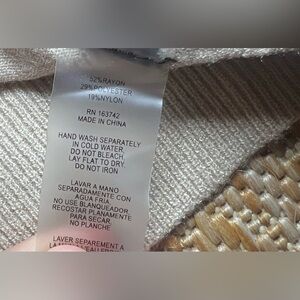 52%RAYON
29%POLYESTER
19%NYLON
RN 163742
MADE IN CHINA
HAND WASH SEPARATELY
IN COLD WATER.
DO NOT BLEACH.
LAY FLAT TO DRY.
DO NOT IRON
LAVAR A MANO
SEPARADAMENTE CON
AGUA FRIA.
NO USE BLANQUEADOR.
RECOSTAR PLANAMENTE
PARA SECAR.
NO PLANCHE
LAVER SEPAREMENT A